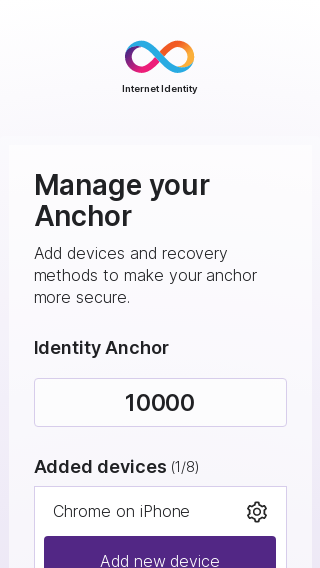 Internet Identity
Manage your
Anchor
Add devices and recovery
methods to make your anchor
more secure.
Identity Anchor
10000
Added devices (1/8)
Chrome on iPhone
Add new device